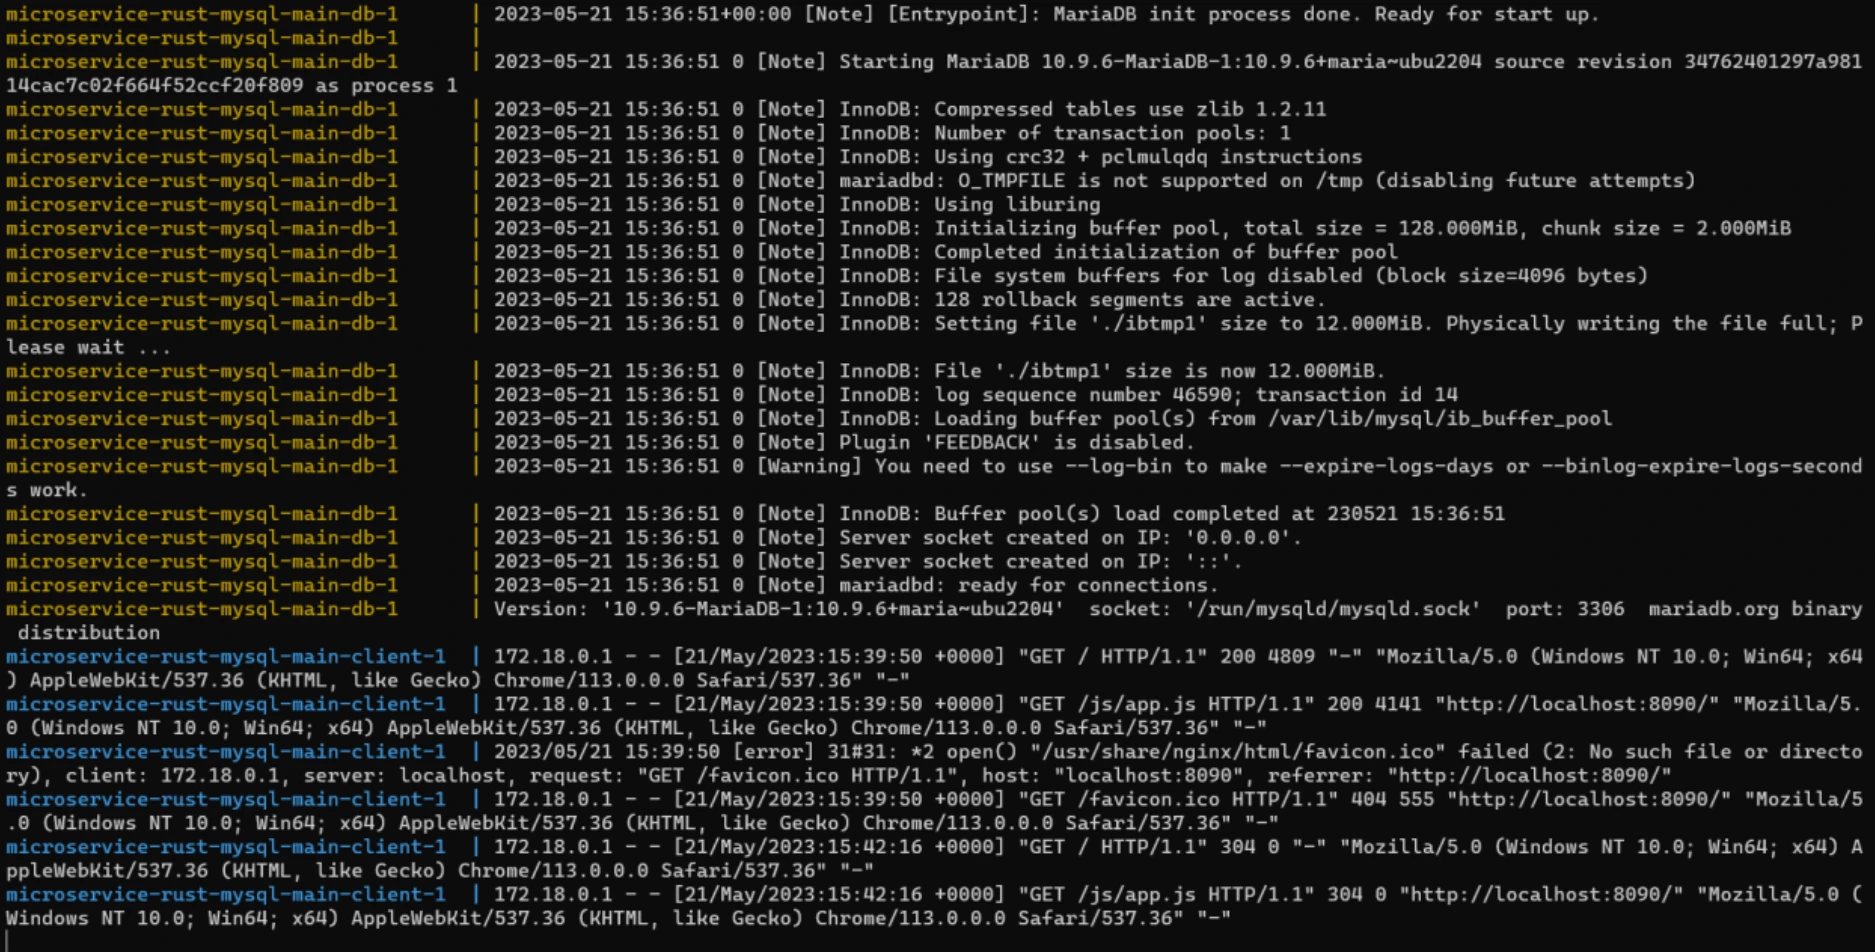 microservice-rust-mysql-main-db-1 | 2023-05-21 15:36:51+00:00 [Note] [Entrypoint]: MariaDB init process done. Ready for start up.
microservice-rust-mysql-main-db-1 |
microservice-rust-mysql-main-db-1 | 2023-05-21 15:36:51 0 [Note] Starting MariaDB 10.9.6-MariaDB-1:10.9.6+maria~ubu2204 source revision 34762401297a981
14cac7c02f664f52ccf20f809 as process 1
microservice-rust-mysql-main-db-1 | 2023-05-21 15:36:51 0 [Note] InnoDB: Compressed tables use zlib 1.2.11
microservice-rust-mysql-main-db-1 | 2023-05-21 15:36:51 0 [Note] InnoDB: Number of transaction pools: 1
microservice-rust-mysql-main-db-1 | 2023-05-21 15:36:51 0 [Note] InnoDB: Using crc32 + pclmulqdq instructions
microservice-rust-mysql-main-db-1 | 2023-05-21 15:36:51 0 [Note] mariadbd: O_TMPFILE is not supported on /tmp (disabling future attempts)
microservice-rust-mysql-main-db-1 | 2023-05-21 15:36:51 0 [Note] InnoDB: Using liburing
microservice-rust-mysql-main-db-1 | 2023-05-21 15:36:51 0 [Note] InnoDB: Initializing buffer pool, total size = 128.000MiB, chunk size = 2.000MiB
microservice-rust-mysql-main-db-1 | 2023-05-21 15:36:51 0 [Note] InnoDB: Completed initialization of buffer pool
microservice-rust-mysql-main-db-1 | 2023-05-21 15:36:51 0 [Note] InnoDB: File system buffers for log disabled (block size=4096 bytes)
microservice-rust-mysql-main-db-1 | 2023-05-21 15:36:51 0 [Note] InnoDB: 128 rollback segments are active.
microservice-rust-mysql-main-db-1 | 2023-05-21 15:36:51 0 [Note] InnoDB: Setting file './ibtmp1' size to 12.000MiB. Physically writing the file full; P
lease wait ...
microservice-rust-mysql-main-db-1 | 2023-05-21 15:36:51 0 [Note] InnoDB: File './ibtmp1' size is now 12.000MiB.
microservice-rust-mysql-main-db-1 | 2023-05-21 15:36:51 0 [Note] InnoDB: log sequence number 46590; transaction id 14
microservice-rust-mysql-main-db-1 | 2023-05-21 15:36:51 0 [Note] InnoDB: Loading buffer pool(s) from /var/lib/mysql/ib_buffer_pool
microservice-rust-mysql-main-db-1 | 2023-05-21 15:36:51 0 [Note] Plugin 'FEEDBACK' is disabled.
microservice-rust-mysql-main-db-1 | 2023-05-21 15:36:51 0 [Warning] You need to use --log-bin to make --expire-logs-days or --binlog-expire-logs-second
s work.
microservice-rust-mysql-main-db-1 | 2023-05-21 15:36:51 0 [Note] InnoDB: Buffer pool(s) load completed at 230521 15:36:51
microservice-rust-mysql-main-db-1 | 2023-05-21 15:36:51 0 [Note] Server socket created on IP: '0.0.0.0'.
microservice-rust-mysql-main-db-1 | 2023-05-21 15:36:51 0 [Note] Server socket created on IP: '::'.
microservice-rust-mysql-main-db-1 | 2023-05-21 15:36:51 0 [Note] mariadbd: ready for connections.
microservice-rust-mysql-main-db-1 | Version: '10.9.6-MariaDB-1:10.9.6+maria~ubu2204'  socket: '/run/mysqld/mysqld.sock'  port: 3306  mariadb.org binary
 distribution
microservice-rust-mysql-main-client-1 | 172.18.0.1 - - [21/May/2023:15:39:50 +0000] "GET / HTTP/1.1" 200 4809 "-" "Mozilla/5.0 (Windows NT 10.0; Win64; x64
) AppleWebKit/537.36 (KHTML, like Gecko) Chrome/113.0.0.0 Safari/537.36" "-"
microservice-rust-mysql-main-client-1 | 172.18.0.1 - - [21/May/2023:15:39:50 +0000] "GET /js/app.js HTTP/1.1" 200 4141 "http://localhost:8090/" "Mozilla/5.
0 (Windows NT 10.0; Win64; x64) AppleWebKit/537.36 (KHTML, like Gecko) Chrome/113.0.0.0 Safari/537.36" "-"
microservice-rust-mysql-main-client-1 | 2023/05/21 15:39:50 [error] 31#31: *2 open() "/usr/share/nginx/html/favicon.ico" failed (2: No such file or directo
ry), client: 172.18.0.1, server: localhost, request: "GET /favicon.ico HTTP/1.1", host: "localhost:8090", referrer: "http://localhost:8090/"
microservice-rust-mysql-main-client-1 | 172.18.0.1 - - [21/May/2023:15:39:50 +0000] "GET /favicon.ico HTTP/1.1" 404 555 "http://localhost:8090/" "Mozilla/5
.0 (Windows NT 10.0; Win64; x64) AppleWebKit/537.36 (KHTML, like Gecko) Chrome/113.0.0.0 Safari/537.36" "-"
microservice-rust-mysql-main-client-1 | 172.18.0.1 - - [21/May/2023:15:42:16 +0000] "GET / HTTP/1.1" 304 0 "-" "Mozilla/5.0 (Windows NT 10.0; Win64; x64) A
ppleWebKit/537.36 (KHTML, like Gecko) Chrome/113.0.0.0 Safari/537.36" "-"
microservice-rust-mysql-main-client-1 | 172.18.0.1 - - [21/May/2023:15:42:16 +0000] "GET /js/app.js HTTP/1.1" 304 0 "http://localhost:8090/" "Mozilla/5.0 (
Windows NT 10.0; Win64; x64) AppleWebKit/537.36 (KHTML, like Gecko) Chrome/113.0.0.0 Safari/537.36" "-"